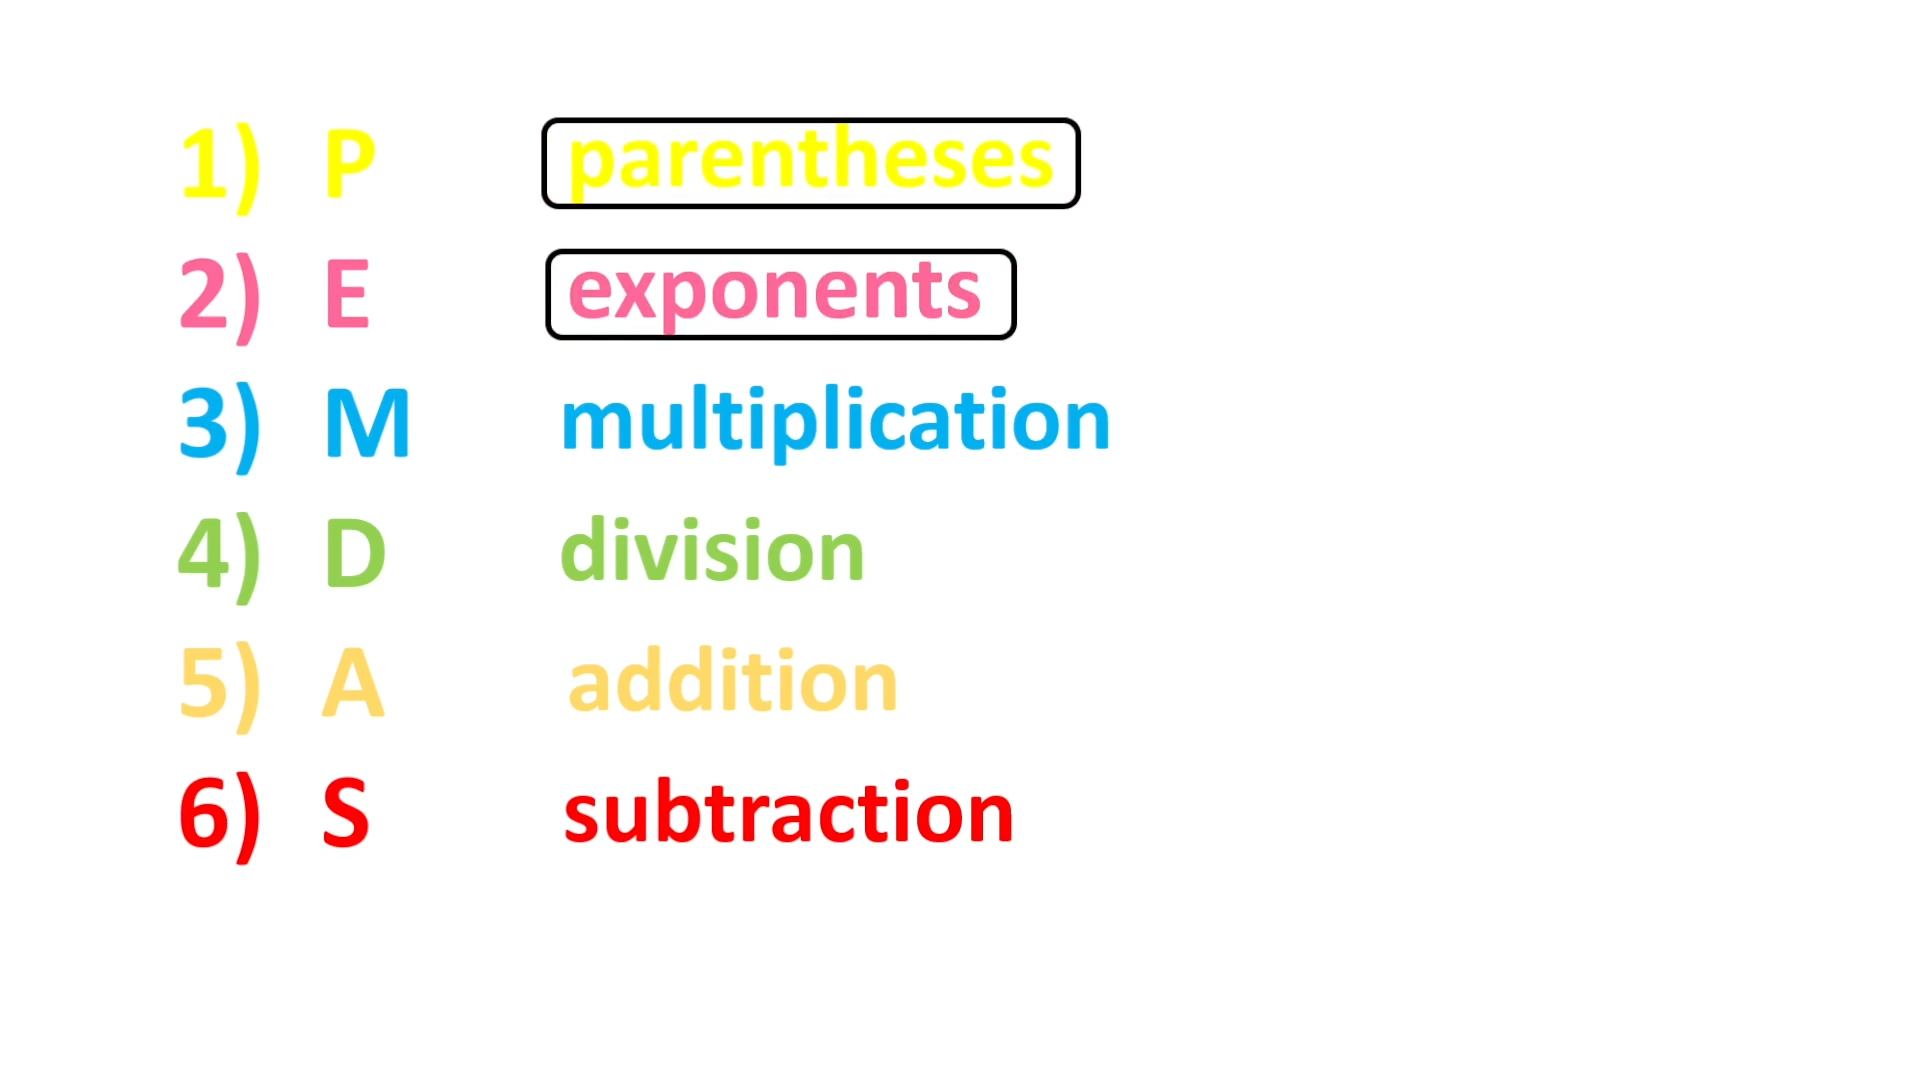 1) P parentheses
2) E exponents
3) M multiplication
4) D division
5) A addition
6) S subtraction